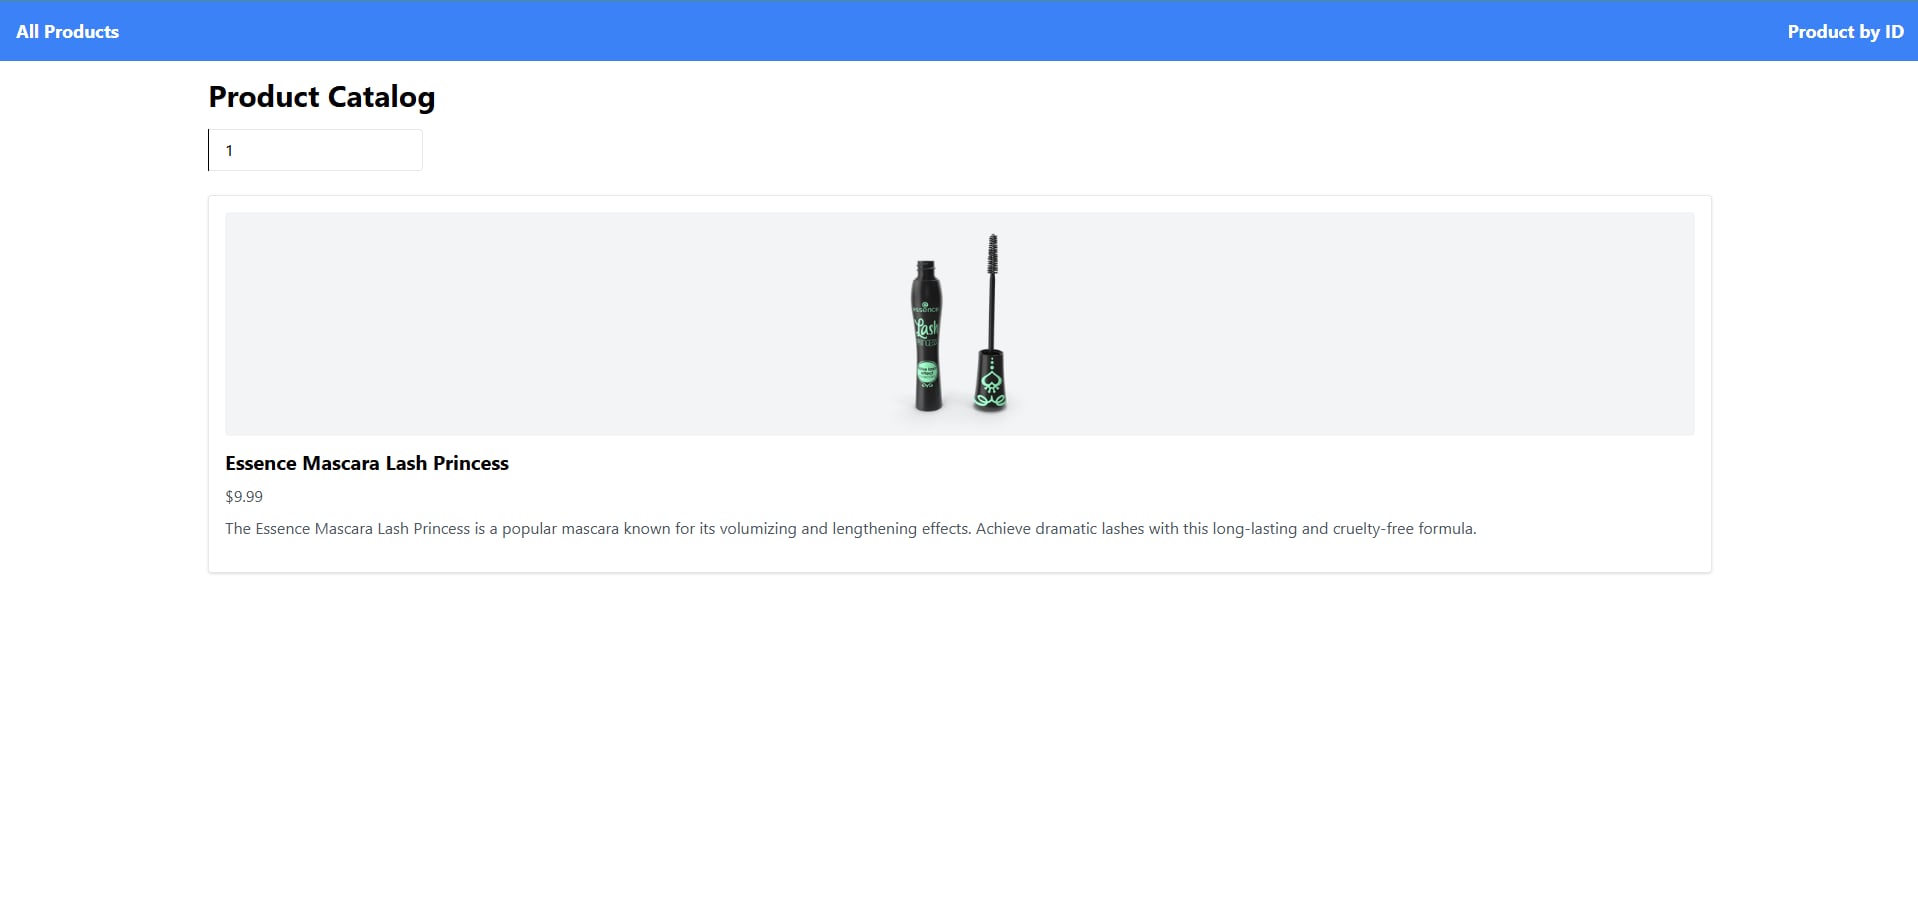 All Products
Product by ID
Product Catalog
1
essence
Lash
PRINCESS
Essence Mascara Lash Princess
$9.99
The Essence Mascara Lash Princess is a popular mascara known for its volumizing and lengthening effects. Achieve dramatic lashes with this long-lasting and cruelty-free formula.